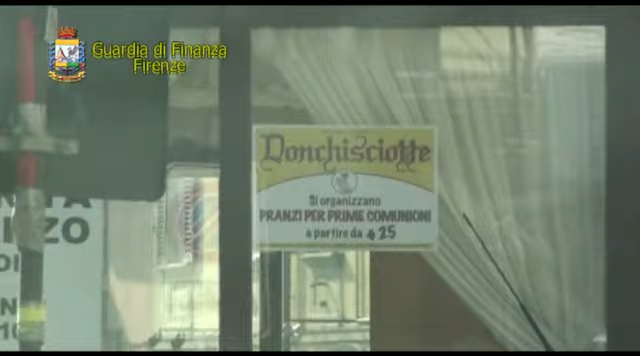 Guardia di Finanza
Firenze
Donchisciotte
Si organizzano
PRANZI PER PRIME COMUNIONI
a partire da € 25